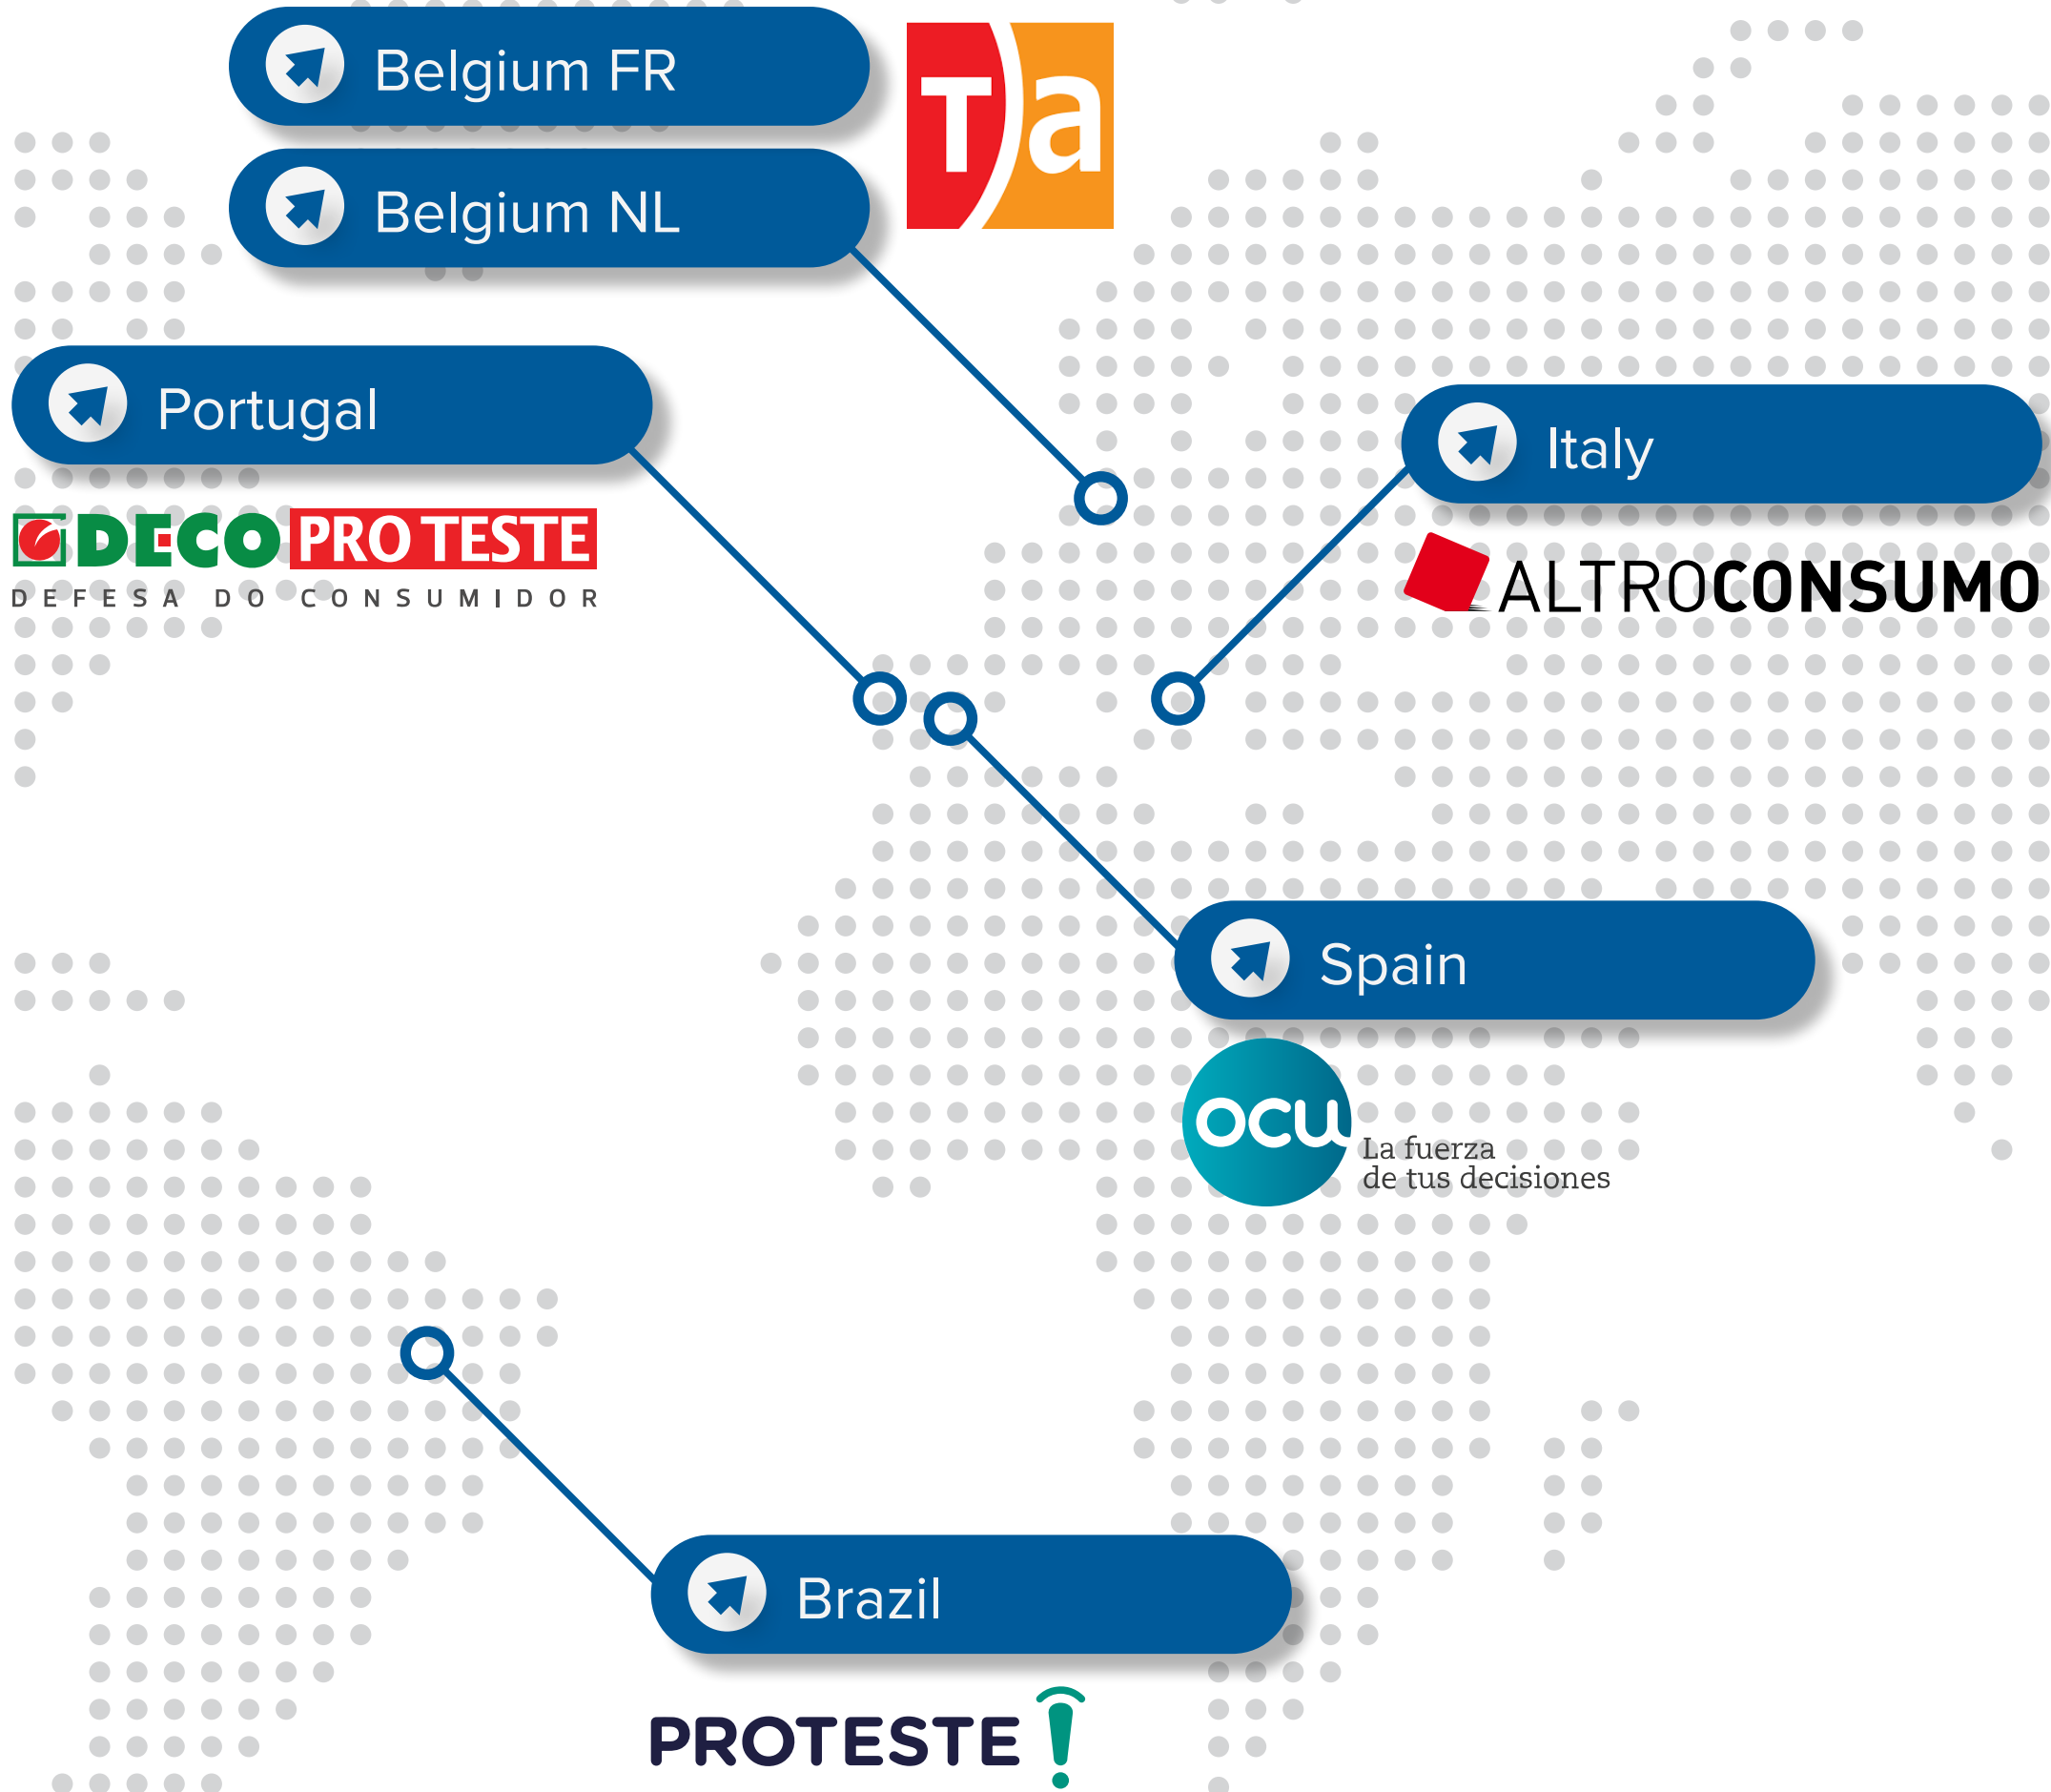 Belgium FR
Belgium NL
T)a
Portugal
DECO PRO TESTE
DEFESA DO CONSUMIDOR
Italy
ALTROCONSUMO
Spain
ocu
La fuerza
de tus decisiones
Brazil
PROTESTE!